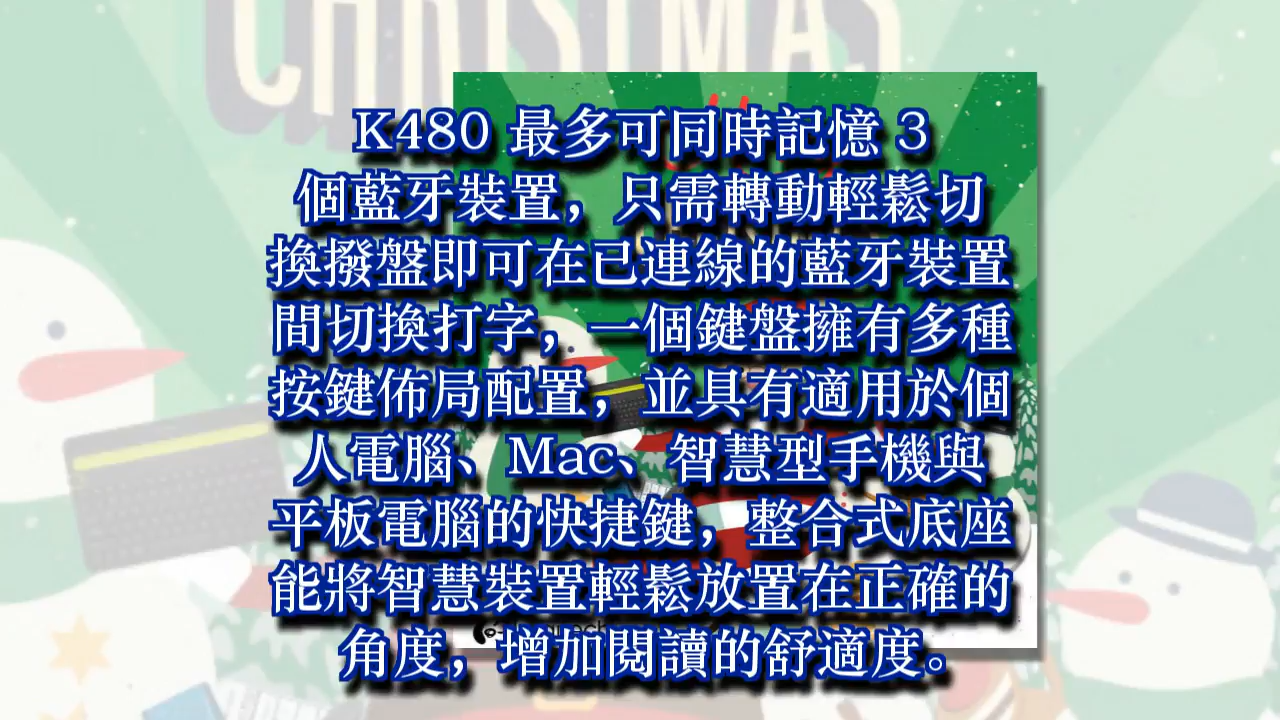 CHRISTMAS
K480 最多可同時記憶 3
個藍牙裝置，只需轉動輕鬆切
換撥盤即可在已連線的藍牙裝置
間切換打字，一個鍵盤擁有多種
按鍵佈局配置，並具有適用於個
人電腦、Mac、智慧型手機與
平板電腦的快捷鍵，整合式底座
能將智慧裝置輕鬆放置在正確的
角度，增加閱讀的舒適度。